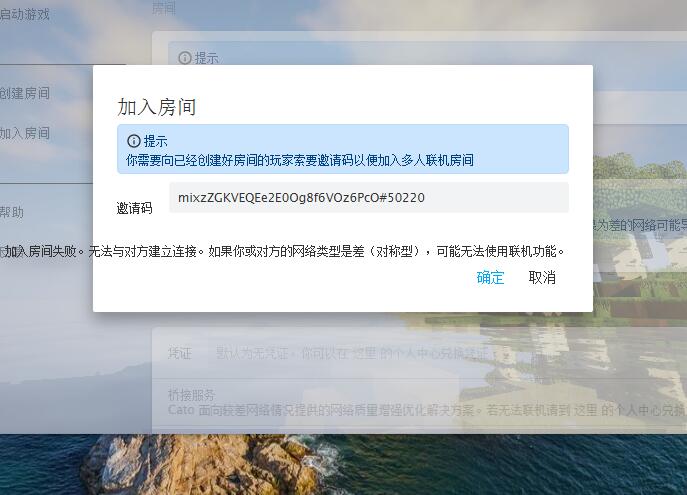 房间
启动游戏
提示
创建房间
加入房间
加入房间
提示
你需要向已经创建好房间的玩家索要邀请码以便加入多人联机房间
邀请码
mixzZGKVEQEe2E0Og8f6VOz6PcO#50220
帮助
为差的网络可能导
加入房间失败。无法与对方建立连接。如果你或对方的网络类型是差（对称型），可能无法使用联机功能。
确定
取消
凭证
默认为无凭证，你可以在 这里 的个人中心兑换凭证
桥接服务
Cato 面向较差网络情况提供的网络质量增强优化解决方案。若无法联机请到 这里 的个人中心兑换